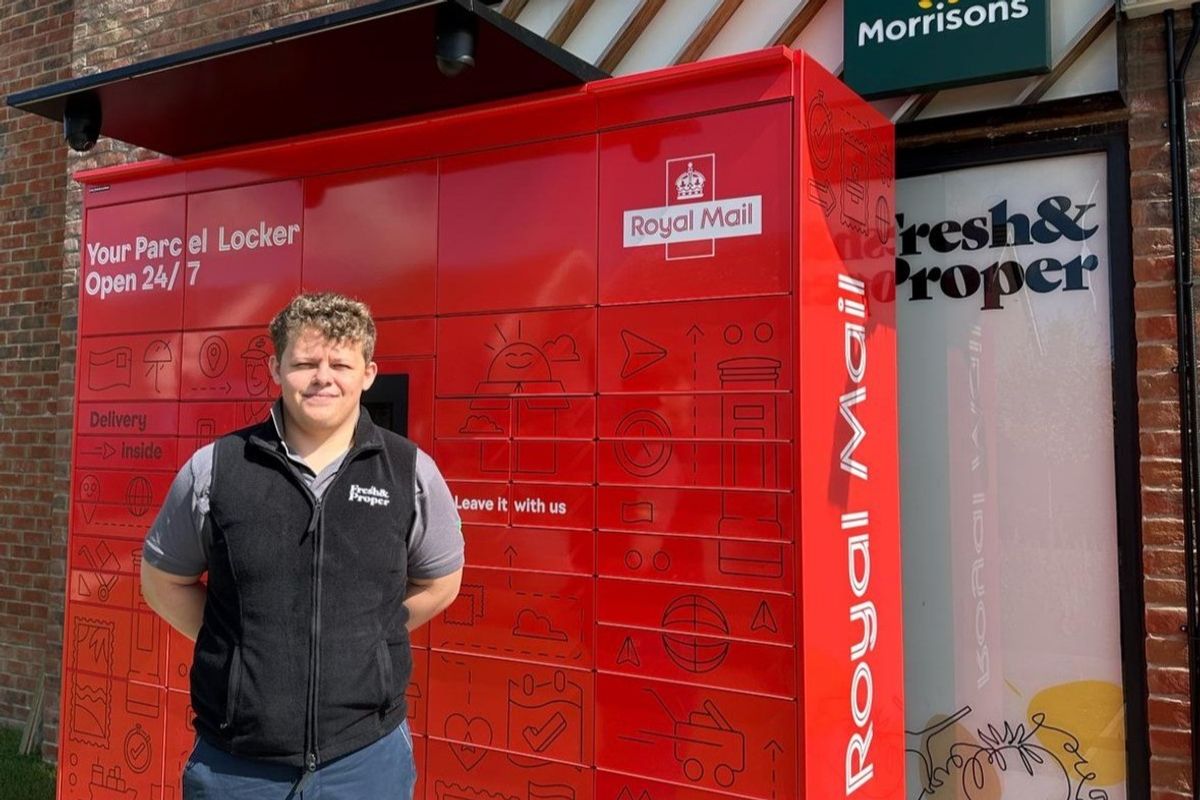 Morrisons
Royal Mail
Your Parcel Locker
Open 24/7
Fresh&
Proper
Delivery
inside
Fresh&
Proper
Leave it with us
Royal Mail